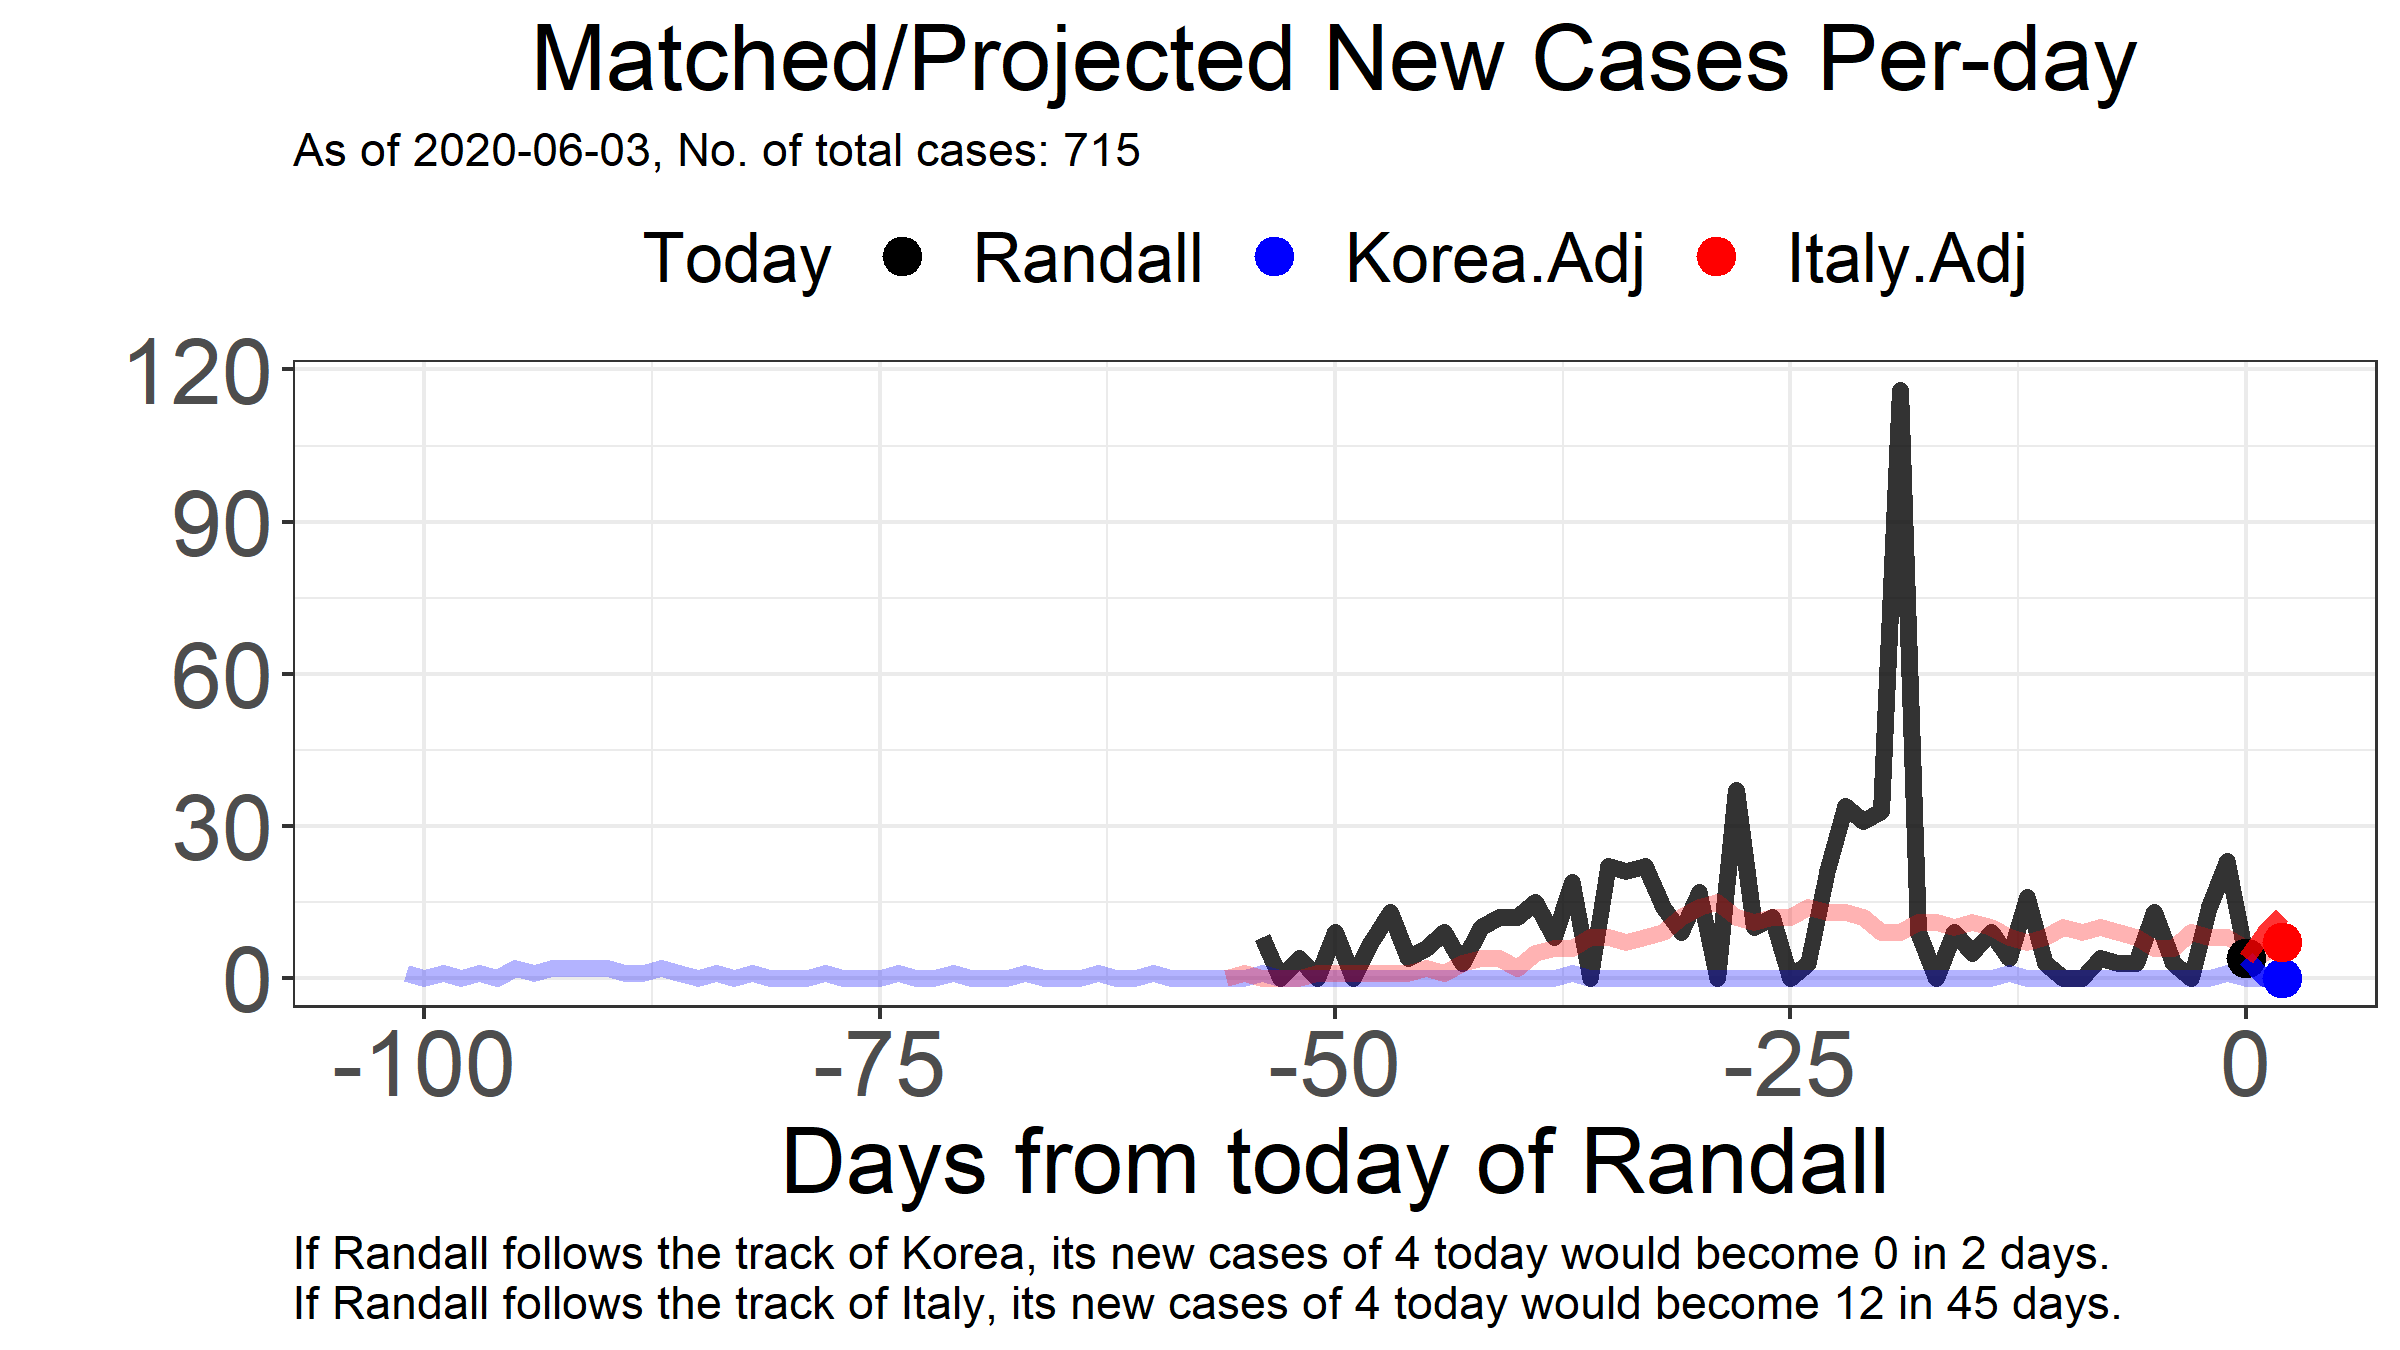 Matched/Projected New Cases Per-day
As of 2020-06-03, No. of total cases: 715
Today Randall Korea.Adj Italy.Adj
120
90
60
30
0
-100 -75 -50 -25 0
Days from today of Randall
If Randall follows the track of Korea, its new cases of 4 today would become 0 in 2 days.
If Randall follows the track of Italy, its new cases of 4 today would become 12 in 45 days.